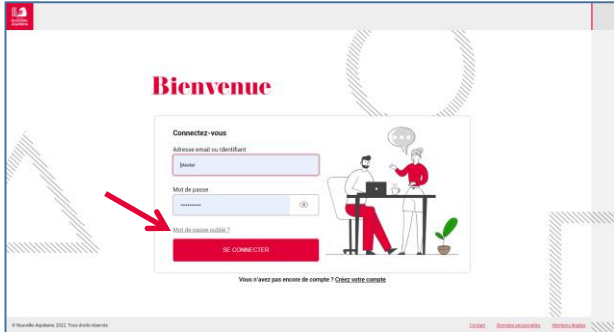 Bienvenue
Connectez-vous
Adresse email ou Identifiant
Mot de passe
Mot de passe oublié ?
SE CONNECTER
Vous n'avez pas encore de compte ? Créez votre compte
© Nouvelle-Aquitaine, 2022. Tous droits réservés
Contact Données personnelles Mentions légales